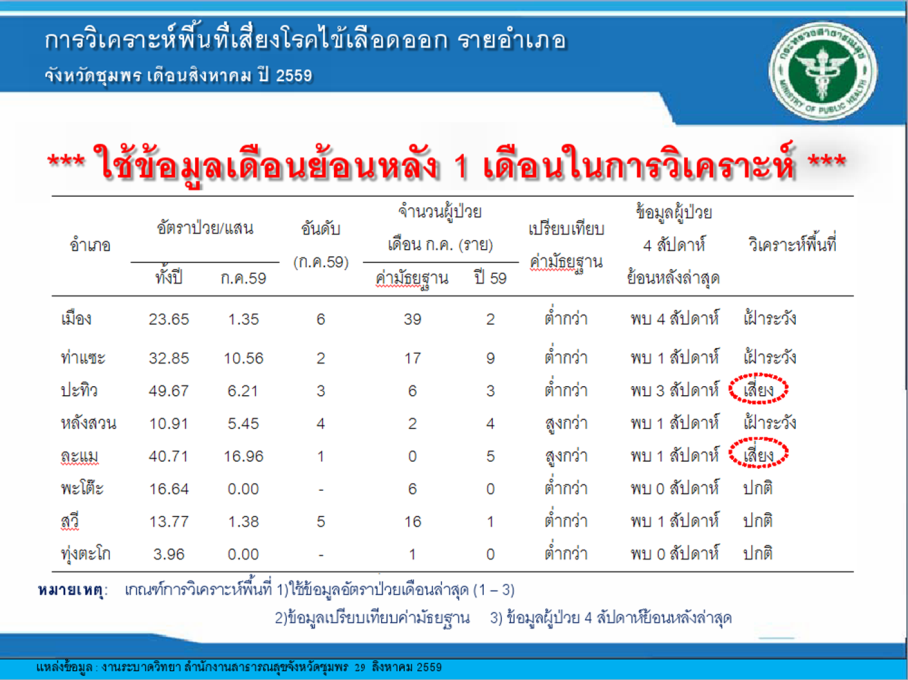 การวิเคราะห์พื้นที่เสี่ยงโรคไข้เลือดออก รายอำเภอ
จังหวัดชุมพร เดือนสิงหาคม ปี 2559
กระทรวงสาธารณสุข
MINISTRY OF PUBLIC HEALTH
*** ใช้ข้อมูลเดือนย้อนหลัง 1 เดือนในการวิเคราะห์ ***
อำเภอ อัตราป่วย/แสน อันดับ (ก.ค.59) จำนวนผู้ป่วย เดือน ก.ค. (ราย) เปรียบเทียบ ค่ามัธยฐาน ข้อมูลผู้ป่วย 4 สัปดาห์ ย้อนหลังล่าสุด วิเคราะห์พื้นที่
ทั้งปี ก.ค.59 ค่ามัธยฐาน ปี 59
เมือง 23.65 1.35 6 39 2 ต่ำกว่า พบ 4 สัปดาห์ เฝ้าระวัง
ท่าแซะ 32.85 10.56 2 17 9 ต่ำกว่า พบ 1 สัปดาห์ เฝ้าระวัง
ปะทิว 49.67 6.21 3 6 3 ต่ำกว่า พบ 3 สัปดาห์ เสี่ยง
หลังสวน 10.91 5.45 4 2 4 สูงกว่า พบ 1 สัปดาห์ เฝ้าระวัง
ละแม 40.71 16.96 1 0 5 สูงกว่า พบ 1 สัปดาห์ เสี่ยง
พะโต๊ะ 16.64 0.00 - 6 0 ต่ำกว่า พบ 0 สัปดาห์ ปกติ
สวี 13.77 1.38 5 16 1 ต่ำกว่า พบ 1 สัปดาห์ ปกติ
ทุ่งตะโก 3.96 0.00 - 1 0 ต่ำกว่า พบ 0 สัปดาห์ ปกติ
หมายเหตุ: เกณฑ์การวิเคราะห์พื้นที่ 1)ใช้ข้อมูลอัตราป่วยเดือนล่าสุด (1 – 3)
2)ข้อมูลเปรียบเทียบค่ามัธยฐาน 3) ข้อมูลผู้ป่วย 4 สัปดาห์ย้อนหลังล่าสุด
แหล่งข้อมูล : งานระบาดวิทยา สำนักงานสาธารณสุขจังหวัดชุมพร 29 สิงหาคม 2559